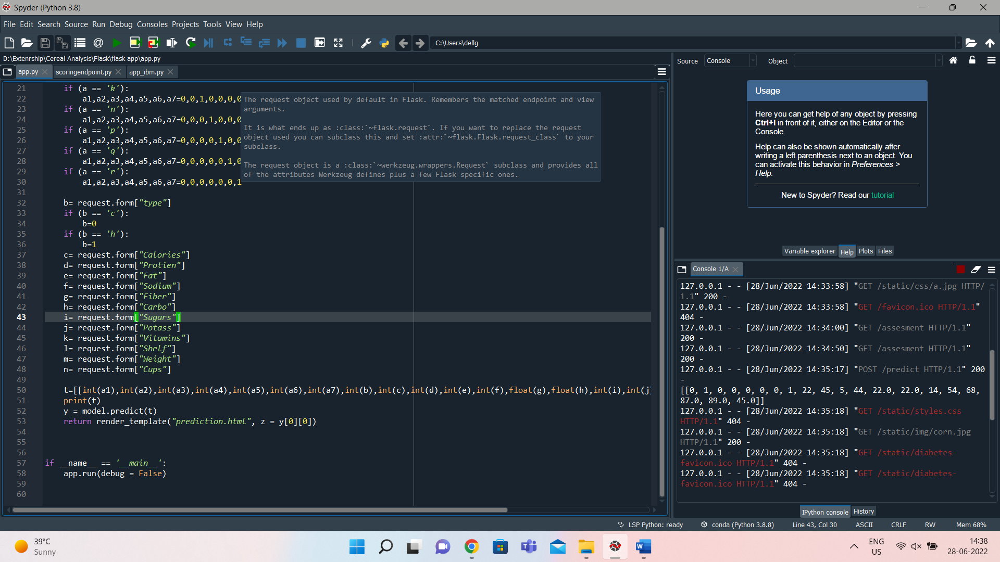 Spyder (Python 3.8)
File Edit Search Source Run Debug Consoles Projects Tools View Help
C:\Users\dellg
D:\Extenrship\Cereal Analysis\Flask\flask app\app.py
app.py
scoringendpoint.py
app_ibm.py
21 if (a == 'k'):
22 a1,a2,a3,a4,a5,a6,a7=0,0,1,0,0,0,0
23 if (a == 'n'):
24 a1,a2,a3,a4,a5,a6,a7=0,0,0,1,0,0,0
25 if (a == 'p'):
26 a1,a2,a3,a4,a5,a6,a7=0,0,0,0,1,0,0
27 if (a == 'q'):
28 a1,a2,a3,a4,a5,a6,a7=0,0,0,0,0,1,0
29 if (a == 'r'):
30 a1,a2,a3,a4,a5,a6,a7=0,0,0,0,0,0,1
31
32 b= request.form["type"]
33 if (b == 'c'):
34 b=0
35 if (b == 'h'):
36 b=1
37 c= request.form["Calories"]
38 d= request.form["Protien"]
39 e= request.form["Fat"]
40 f= request.form["Sodium"]
41 g= request.form["Fiber"]
42 h= request.form["Carbo"]
43 i= request.form["Sugars"]
44 j= request.form["Potass"]
45 k= request.form["Vitamins"]
46 l= request.form["Shelf"]
47 m= request.form["Weight"]
48 n= request.form["Cups"]
49
50 t=[[int(a1),int(a2),int(a3),int(a4),int(a5),int(a6),int(a7),int(b),int(c),int(d),int(e),int(f),float(g),float(h),int(i),int(j)
51 print(t)
52 y = model.predict(t)
53 return render_template("prediction.html", z = y[0][0])
54
55
56
57 if __name__ == '__main__':
58 app.run(debug = False)
59
60
The request object used by default in Flask. Remembers the matched endpoint and view
arguments.
It is what ends up as :class:`~flask.request`. If you want to replace the request
object used you can subclass this and set :attr:`~flask.Flask.request_class` to your
subclass.
The request object is a :class:`~werkzeug.wrappers.Request` subclass and provides all
of the attributes Werkzeug defines plus a few Flask specific ones.
Source Console Object
Usage
Here you can get help of any object by pressing
Ctrl+I in front of it, either on the Editor or the
Console.
Help can also be shown automatically after
writing a left parenthesis next to an object. You
can activate this behavior in Preferences >
Help.
New to Spyder? Read our tutorial
Variable explorer Help Plots Files
Console 1/A
127.0.0.1 - - [28/Jun/2022 14:33:58] "GET /static/css/a.jpg HTTP/
1.1" 200 -
127.0.0.1 - - [28/Jun/2022 14:33:58] "GET /favicon.ico HTTP/1.1"
404 -
127.0.0.1 - - [28/Jun/2022 14:34:00] "GET /assesment HTTP/1.1"
200 -
127.0.0.1 - - [28/Jun/2022 14:34:50] "GET /assesment HTTP/1.1"
200 -
127.0.0.1 - - [28/Jun/2022 14:35:17] "POST /predict HTTP/1.1" 200
-
[[0, 1, 0, 0, 0, 0, 0, 1, 22, 45, 5, 44, 22.0, 22.0, 14, 54, 68,
87.0, 89.0, 45.0]]
127.0.0.1 - - [28/Jun/2022 14:35:18] "GET /static/styles.css
HTTP/1.1" 404 -
127.0.0.1 - - [28/Jun/2022 14:35:18] "GET /static/img/corn.jpg
HTTP/1.1" 200 -
127.0.0.1 - - [28/Jun/2022 14:35:18] "GET /static/diabetes-
favicon.ico HTTP/1.1" 404 -
127.0.0.1 - - [28/Jun/2022 14:35:18] "GET /static/diabetes-
favicon.ico HTTP/1.1" 404 -
IPython console History
LSP Python: ready conda (Python 3.8.8) Line 43, Col 30 ASCII CRLF RW Mem 68%
39°C
Sunny
ENG
US
14:38
28-06-2022